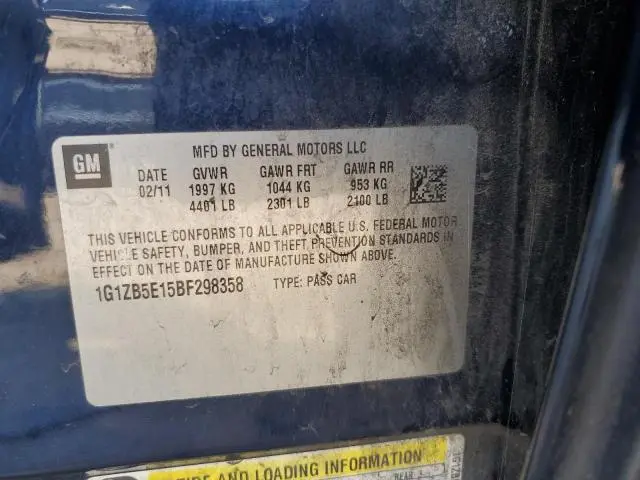 GM
MFD BY GENERAL MOTORS LLC
DATE GVWR GAWR FRT GAWR RR
02/11 1997 KG 1044 KG 953 KG
4401 LB 2301 LB 2100 LB
THIS VEHICLE CONFORMS TO ALL APPLICABLE U.S. FEDERAL MOTOR
VEHICLE SAFETY, BUMPER, AND THEFT PREVENTION STANDARDS IN
EFFECT ON THE DATE OF MANUFACTURE SHOWN ABOVE.
1G1ZB5E15BF298358 TYPE: PASS CAR
AND LOADING INFORMATION